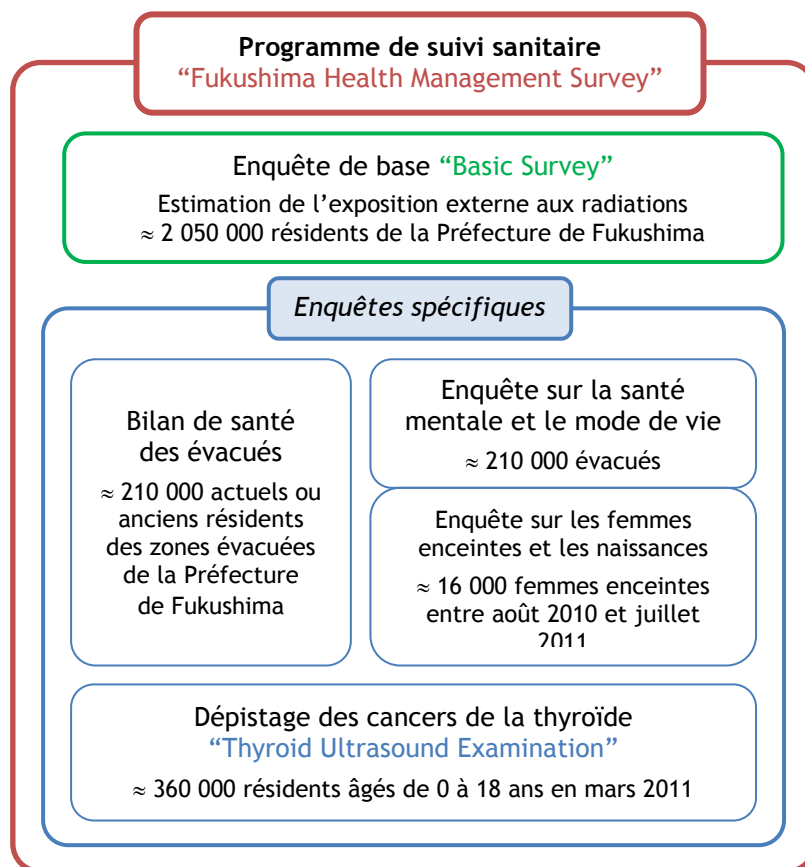 Programme de suivi sanitaire
“Fukushima Health Management Survey”
Enquête de base “Basic Survey”
Estimation de l’exposition externe aux radiations
≈ 2 050 000 résidents de la Préfecture de Fukushima
Enquêtes spécifiques
Bilan de santé
des évacués
≈ 210 000 actuels ou
anciens résidents
des zones évacuées
de la Préfecture
de Fukushima
Enquête sur la santé
mentale et le mode de vie
≈ 210 000 évacués
Enquête sur les femmes
enceintes et les naissances
≈ 16 000 femmes enceintes
entre août 2010 et juillet
2011
Dépistage des cancers de la thyroïde
“Thyroid Ultrasound Examination”
≈ 360 000 résidents âgés de 0 à 18 ans en mars 2011